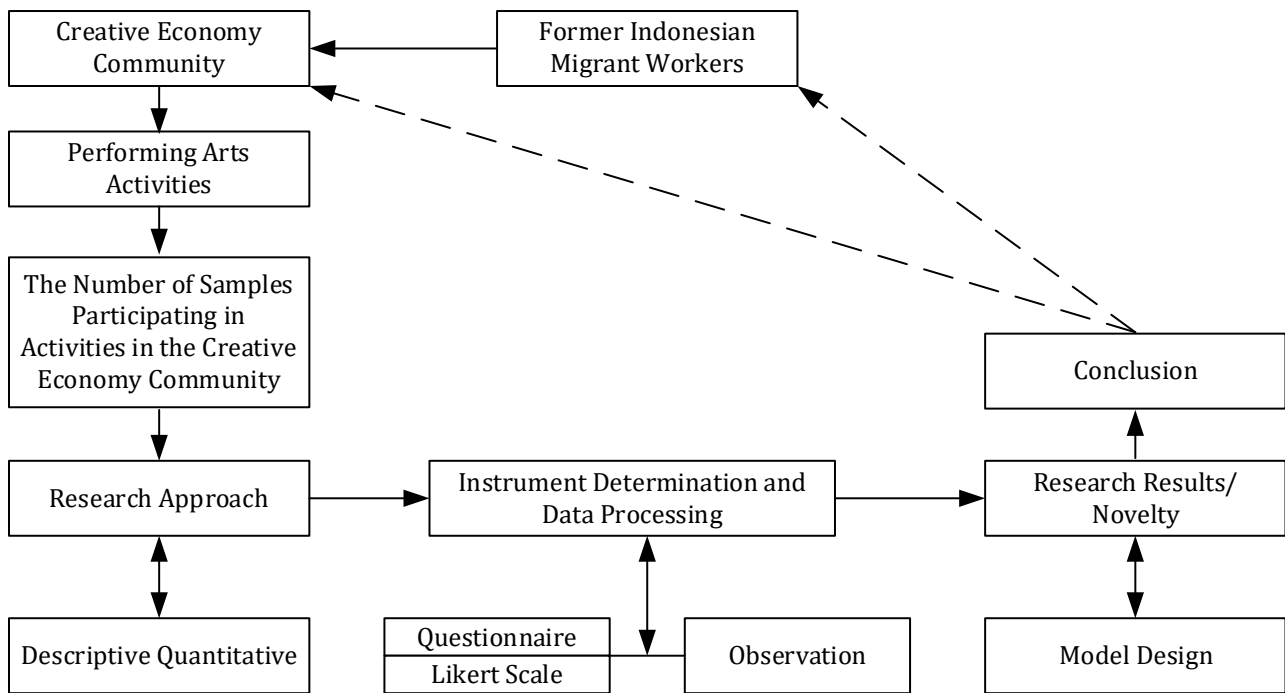 Creative Economy
Community
Former Indonesian
Migrant Workers
Performing Arts
Activities
The Number of Samples
Participating in
Activities in the Creative
Economy Community
Conclusion
Research Approach
Instrument Determination and
Data Processing
Research Results/
Novelty
Descriptive Quantitative
Questionnaire
Likert Scale
Observation
Model Design